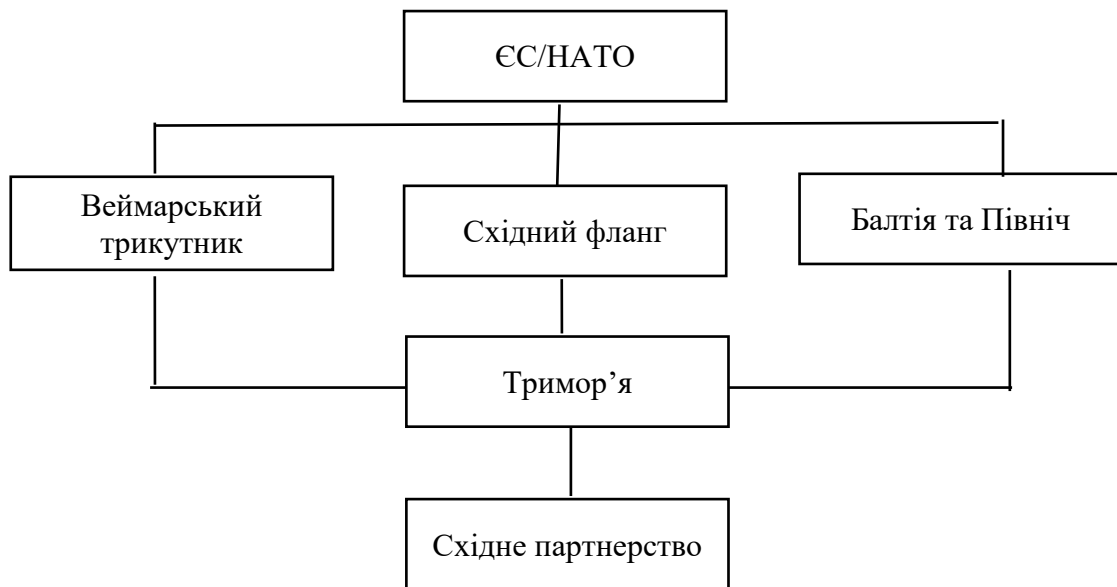 ЄС/НАТО
Веймарський
трикутник
Східний фланг
Балтія та Північ
Тримор’я
Східне партнерство